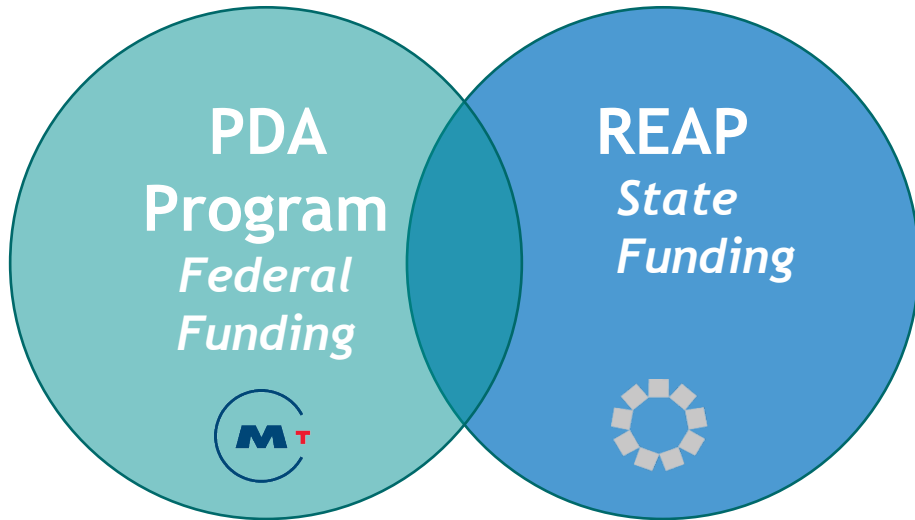 PDA
Program
Federal
Funding
M T
REAP
State
Funding